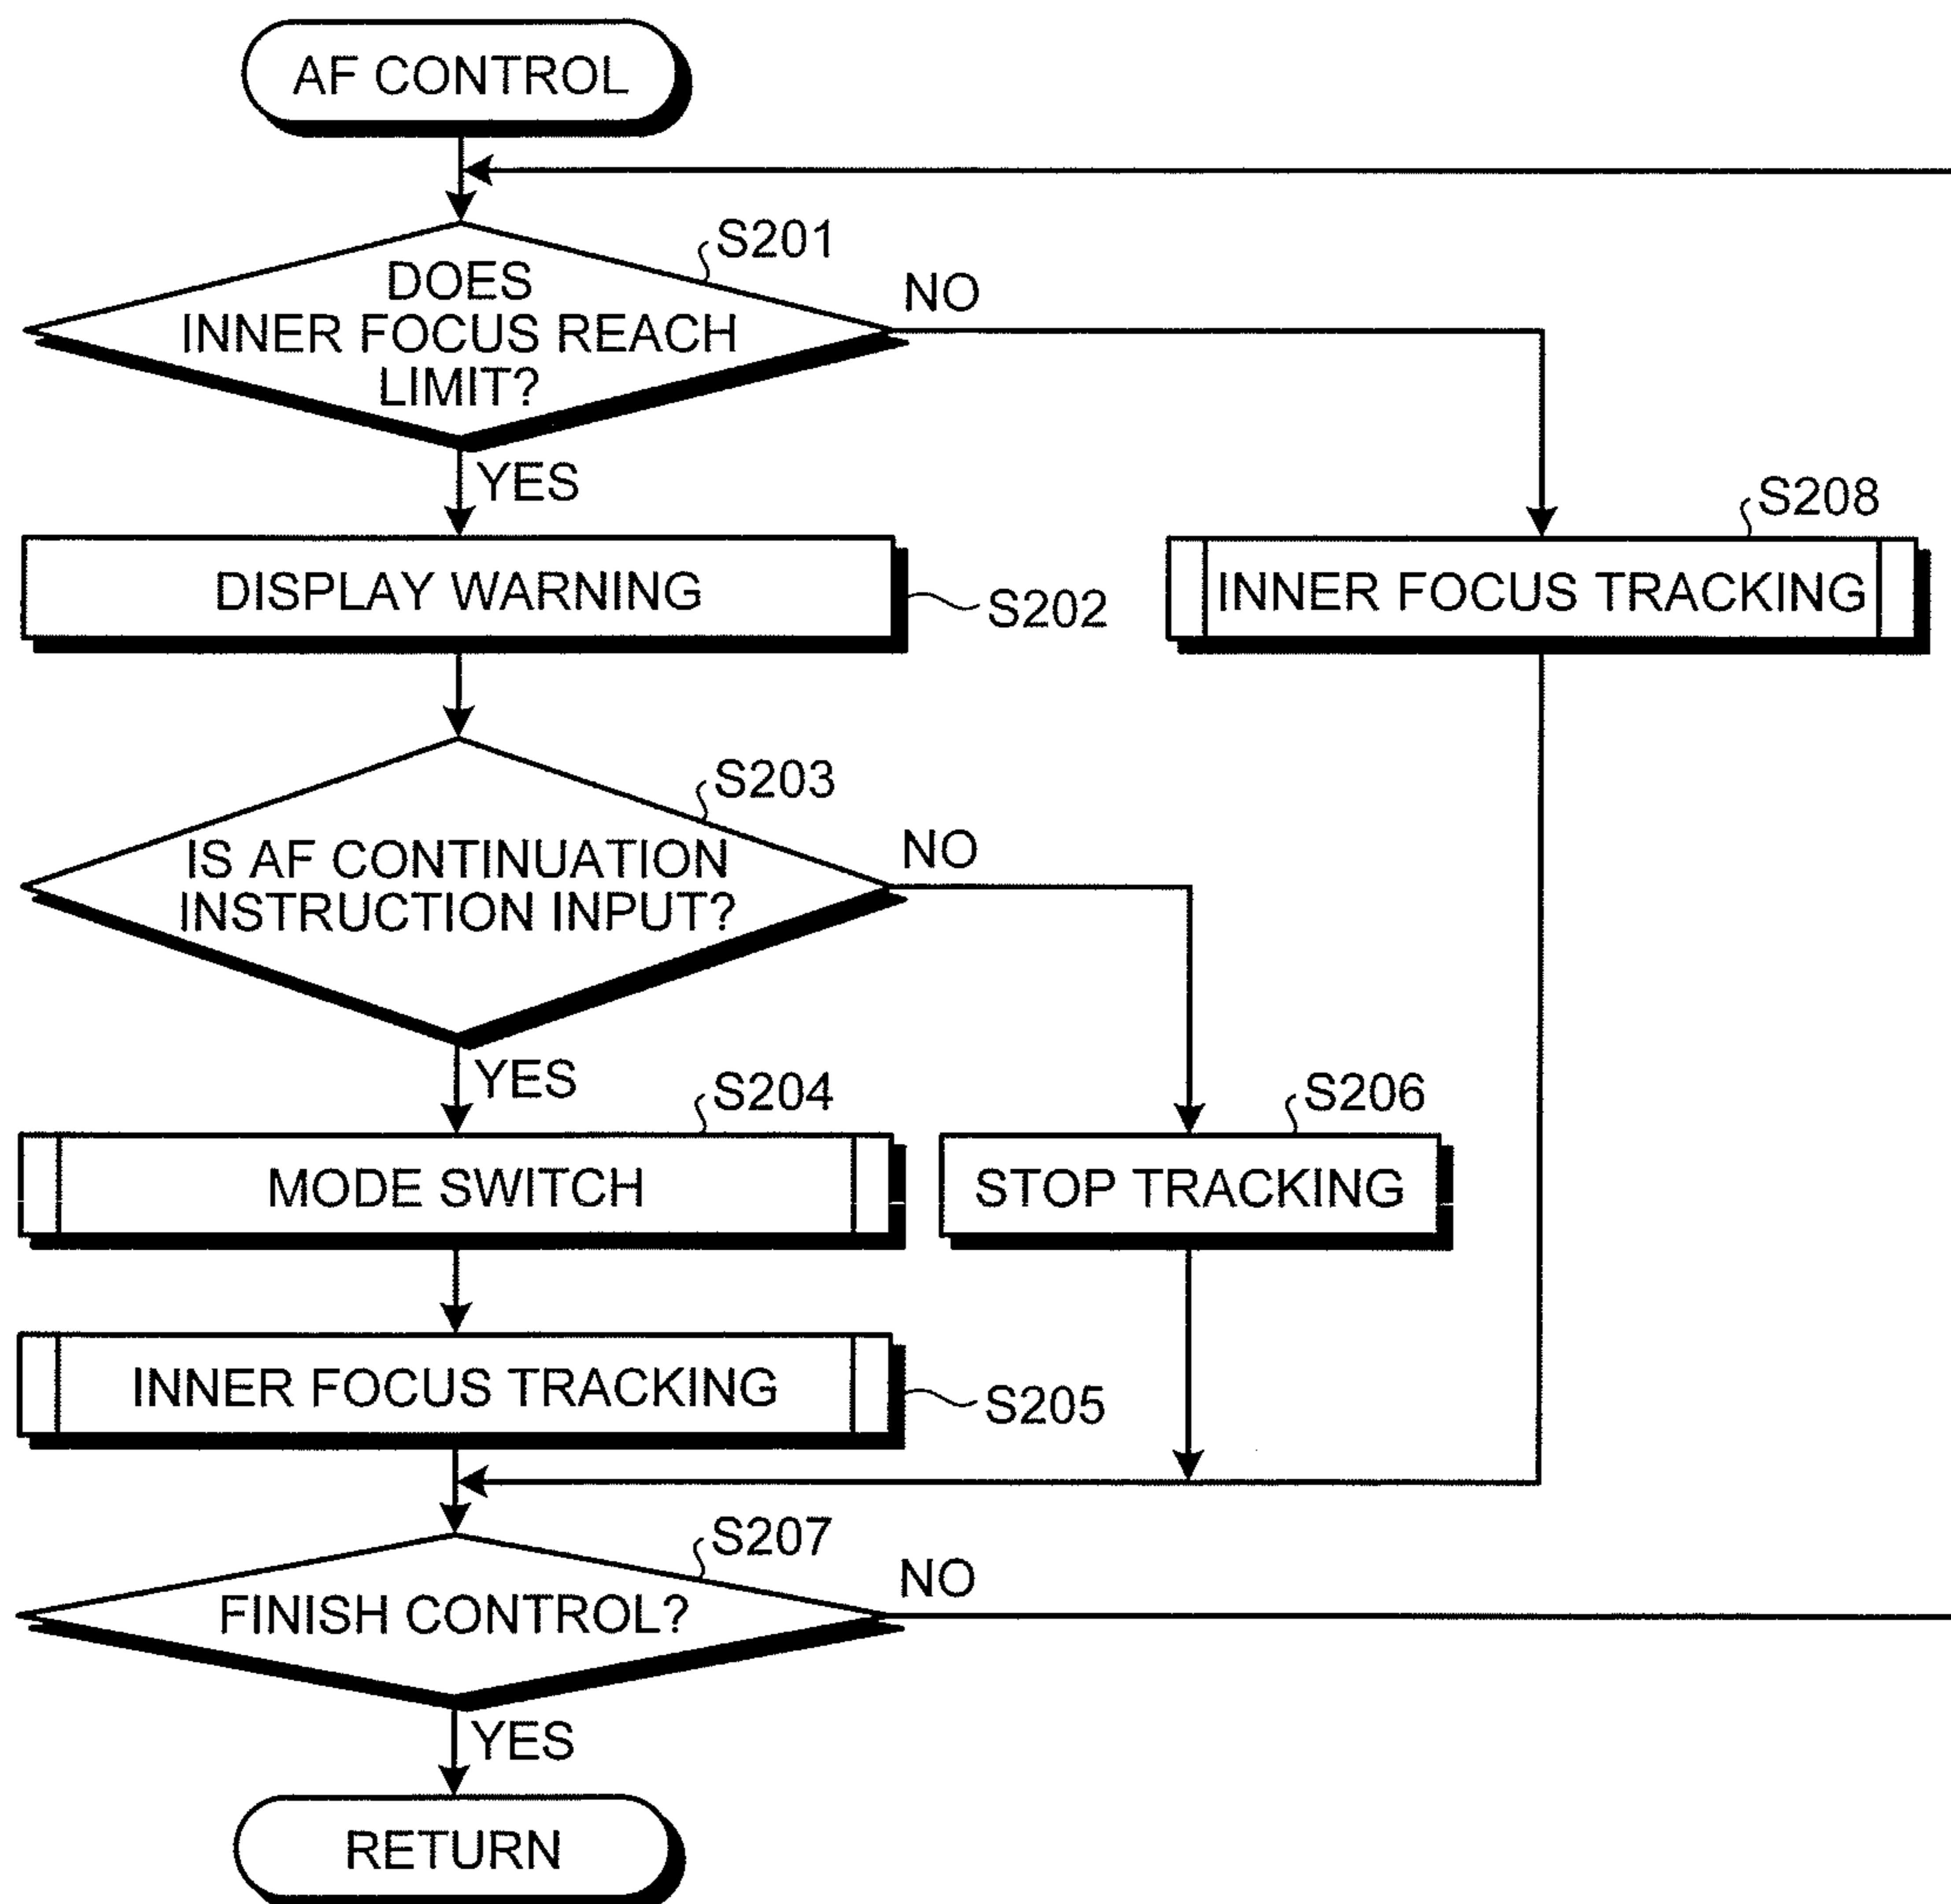 AF CONTROL
S201
DOES
INNER FOCUS REACH
LIMIT?
NO
YES
S208
DISPLAY WARNING
S202
INNER FOCUS TRACKING
S203
IS AF CONTINUATION
INSTRUCTION INPUT?
NO
YES
S204
S206
MODE SWITCH
STOP TRACKING
INNER FOCUS TRACKING
S205
S207
FINISH CONTROL?
NO
YES
RETURN